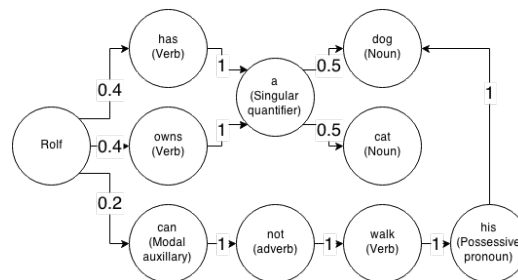 has
(Verb)
dog
(Noun)
1
0.5
0.4
a
(Singular
quantifier)
Rolf
0.4
owns
(Verb)
1
0.5
cat
(Noun)
1
0.2
can
(Modal
auxillary)
1
not
(adverb)
1
walk
(Verb)
1
his
(Possessive
pronoun)